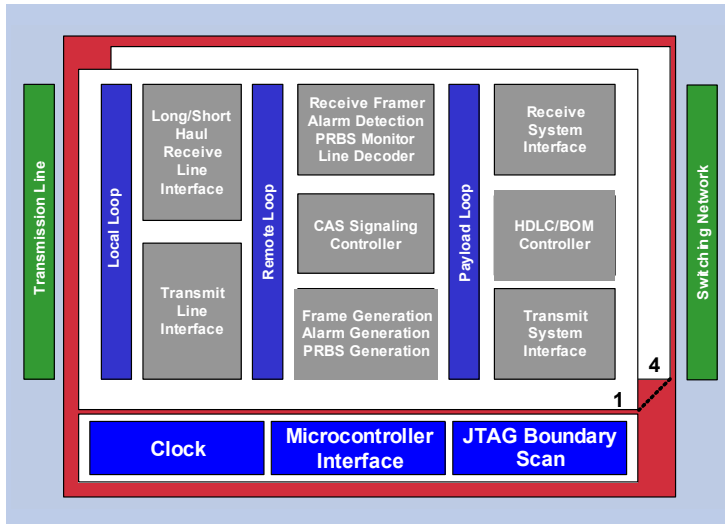 Transmission Line
Local Loop
Long/Short
Haul
Receive
Line
Interface
Transmit
Line
Interface
Remote Loop
Receive Framer
Alarm Detection
PRBS Monitor
Line Decoder
CAS Signaling
Controller
Frame Generation
Alarm Generation
PRBS Generation
Payload Loop
Receive
System
Interface
HDLC/BOM
Controller
Transmit
System
Interface
Switching Network
4
1
Clock
Microcontroller
Interface
JTAG Boundary
Scan